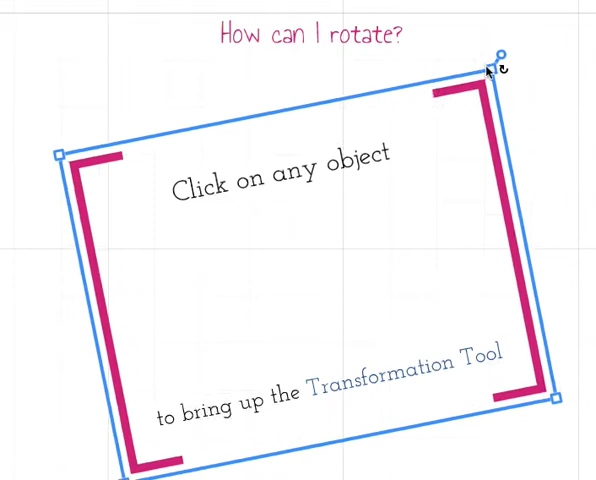 How can I rotate?
Click on any object
to bring up the Transformation Tool